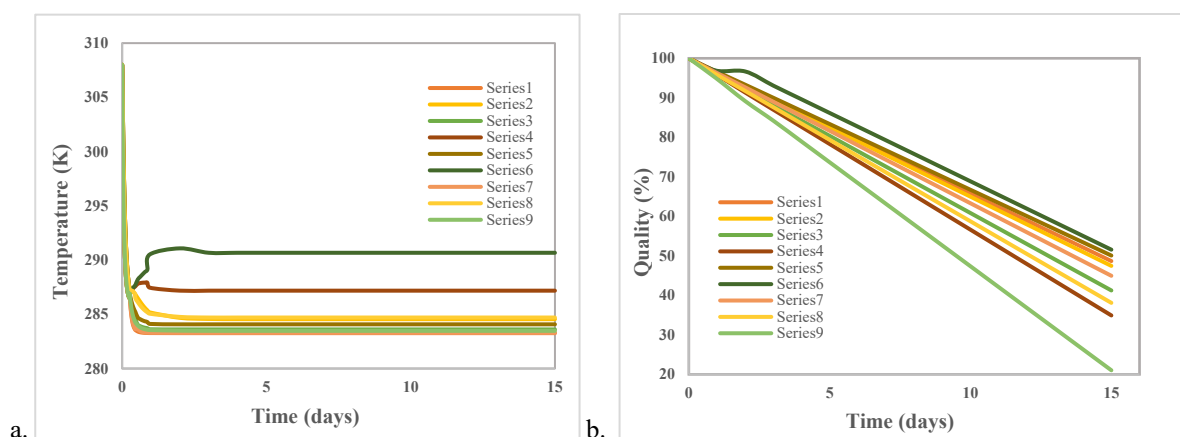 310
305
300
295
290
285
280
Temperature (K)
Series1
Series2
Series3
Series4
Series5
Series6
Series7
Series8
Series9
0 5 10 15
Time (days)
a.
100
90
80
70
60
50
40
30
20
Quality (%)
Series1
Series2
Series3
Series4
Series5
Series6
Series7
Series8
Series9
0 5 10 15
Time (days)
b.